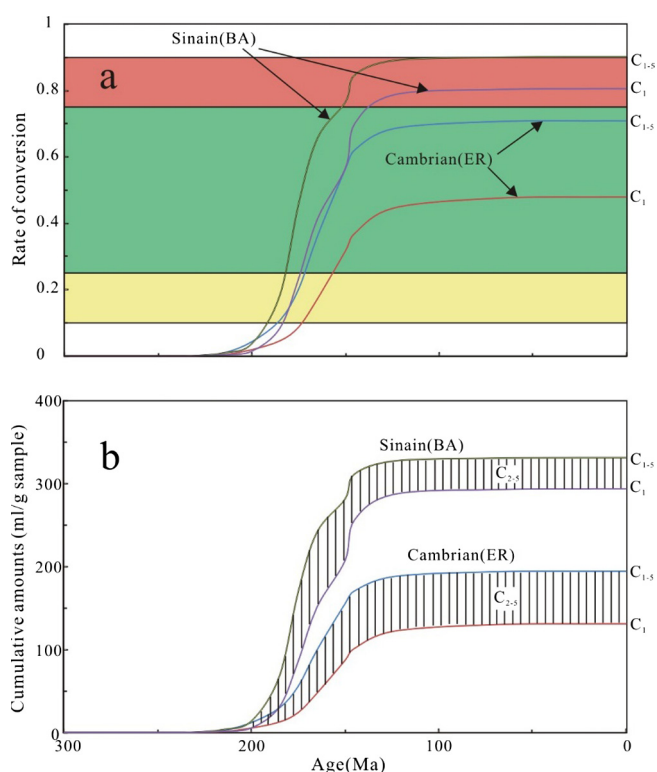 1
Sinain(BA)
C1-5
a
0.8
C1
C1-5
Rate of conversion
0.6
Cambrian(ER)
C1
0.4
0.2
0
400
b
Sinain(BA)
C1-5
C2-5
300
C1
Cumulative amounts (ml/g sample)
Cambrian(ER)
200
C1-5
C2-5
C1
100
0
300
200
100
0
Age(Ma)